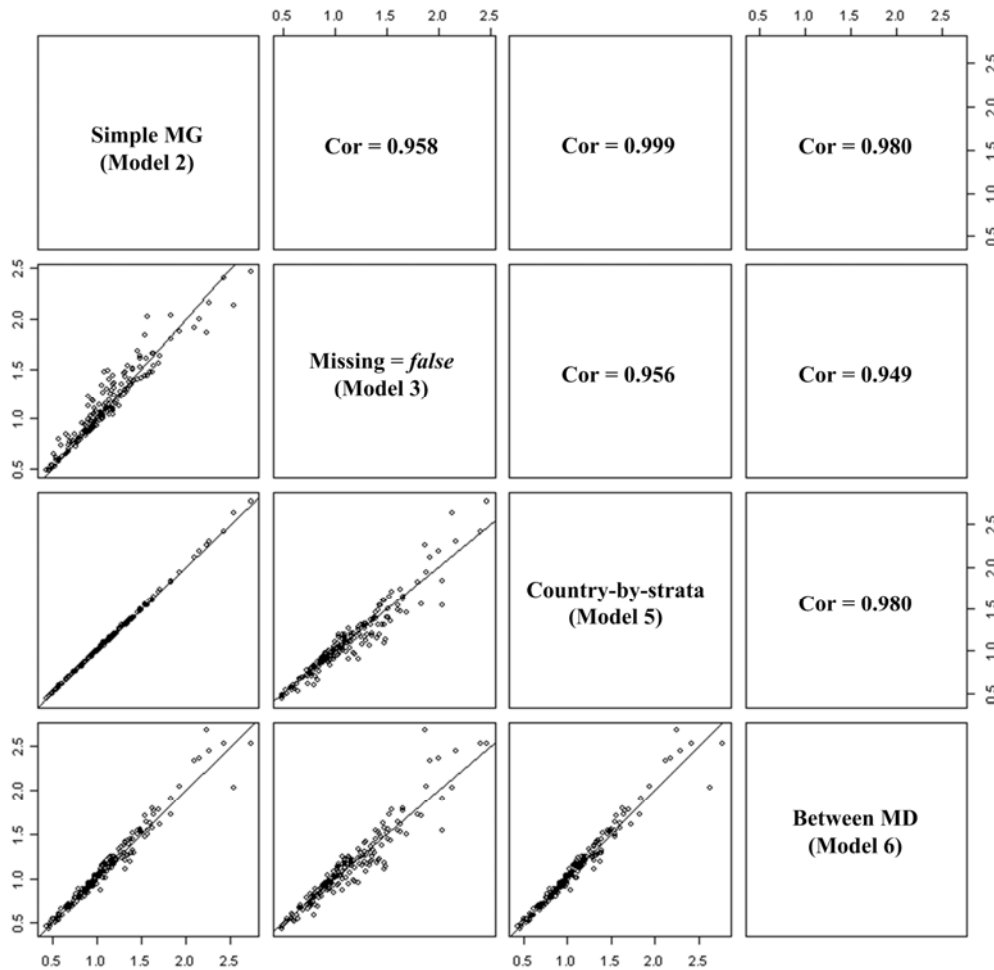 0.5 1.0 1.5 2.0 2.5 0.5 1.0 1.5 2.0 2.5
Simple MG
(Model 2)
Cor = 0.958
Cor = 0.999
Cor = 0.980
0.5 1.0 1.5 2.0 2.5
0.5 1.0 1.5 2.0 2.5
Missing = false
(Model 3)
Cor = 0.956
Cor = 0.949
Country-by-strata
(Model 5)
Cor = 0.980
0.5 1.0 1.5 2.0 2.5
0.5 1.0 1.5 2.0 2.5
Between MD
(Model 6)
0.5 1.0 1.5 2.0 2.5 0.5 1.0 1.5 2.0 2.5